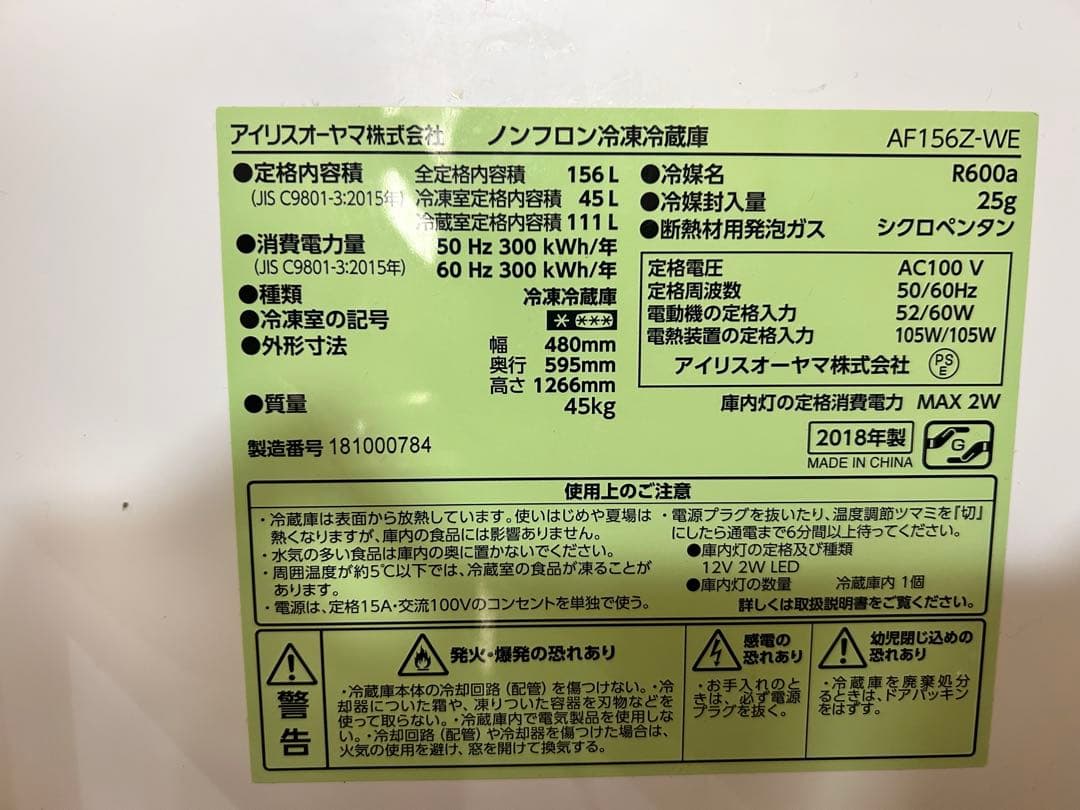 アイリスオーヤマ株式会社 ノンフロン冷凍冷蔵庫 AF156Z-WE
●定格内容積 全定格内容積 156 L
(JIS C9801-3:2015年) 冷凍室定格内容積 45 L
冷蔵室定格内容積 111 L
●消費電力量 50 Hz 300 kWh/年
(JIS C9801-3:2015年) 60 Hz 300 kWh/年
●種類 冷凍冷蔵庫
●冷凍室の記号
●外形寸法 幅 480mm
奥行 595mm
高さ 1266mm
●質量 45kg
製造番号 181000784
●冷媒名 R600a
●冷媒封入量 25g
●断熱材用発泡ガス シクロペンタン
定格電圧 AC100 V
定格周波数 50/60Hz
電動機の定格入力 52/60W
電熱装置の定格入力 105W/105W
アイリスオーヤマ株式会社 PSE
庫内灯の定格消費電力 MAX 2W
2018年製
MADE IN CHINA
G
使用上のご注意
・冷蔵庫は表面から放熱しています。使いはじめや夏場は
熱くなりますが、庫内の食品には影響ありません。
・水気の多い食品は庫内の奥に置かないでください。
・周囲温度が約5℃以下では、冷蔵室の食品が凍ることが
あります。
・電源は、定格15A・交流100Vのコンセントを単独で使う。
・電源プラグを抜いたり、温度調節ツマミを「切」
にしたら通電まで6分間以上待ってください。
●庫内灯の定格及び種類
12V 2W LED
●庫内灯の数量 冷蔵庫内 1個
詳しくは取扱説明書をご覧ください。
警告
発火・爆発の恐れあり
・冷蔵庫本体の冷却回路(配管)を傷つけない。・冷
却器についた霜や、凍りついた容器を刃物などを
使って取らない。・冷蔵庫内で電気製品を使用しな
い。・冷却回路(配管)や冷却器を傷つけた場合は、
火気の使用を避け、窓を開けて換気する。
感電の
恐れあり
・お手入れのと
きは、必ず電源
プラグを抜く。
幼児閉じ込めの
恐れあり
・冷蔵庫を廃棄処分
るときは、ドアパッキン
をはずす。